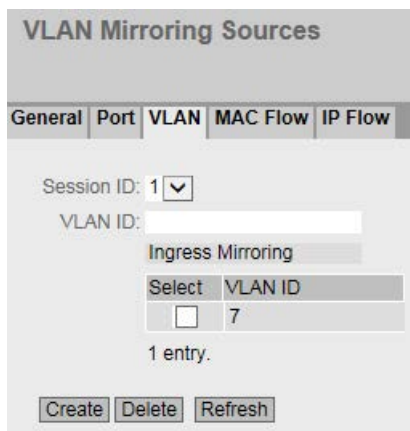 VLAN Mirroring Sources
General Port VLAN MAC Flow IP Flow
Session ID: 1
VLAN ID:
Ingress Mirroring
Select VLAN ID
7
1 entry.
Create Delete Refresh